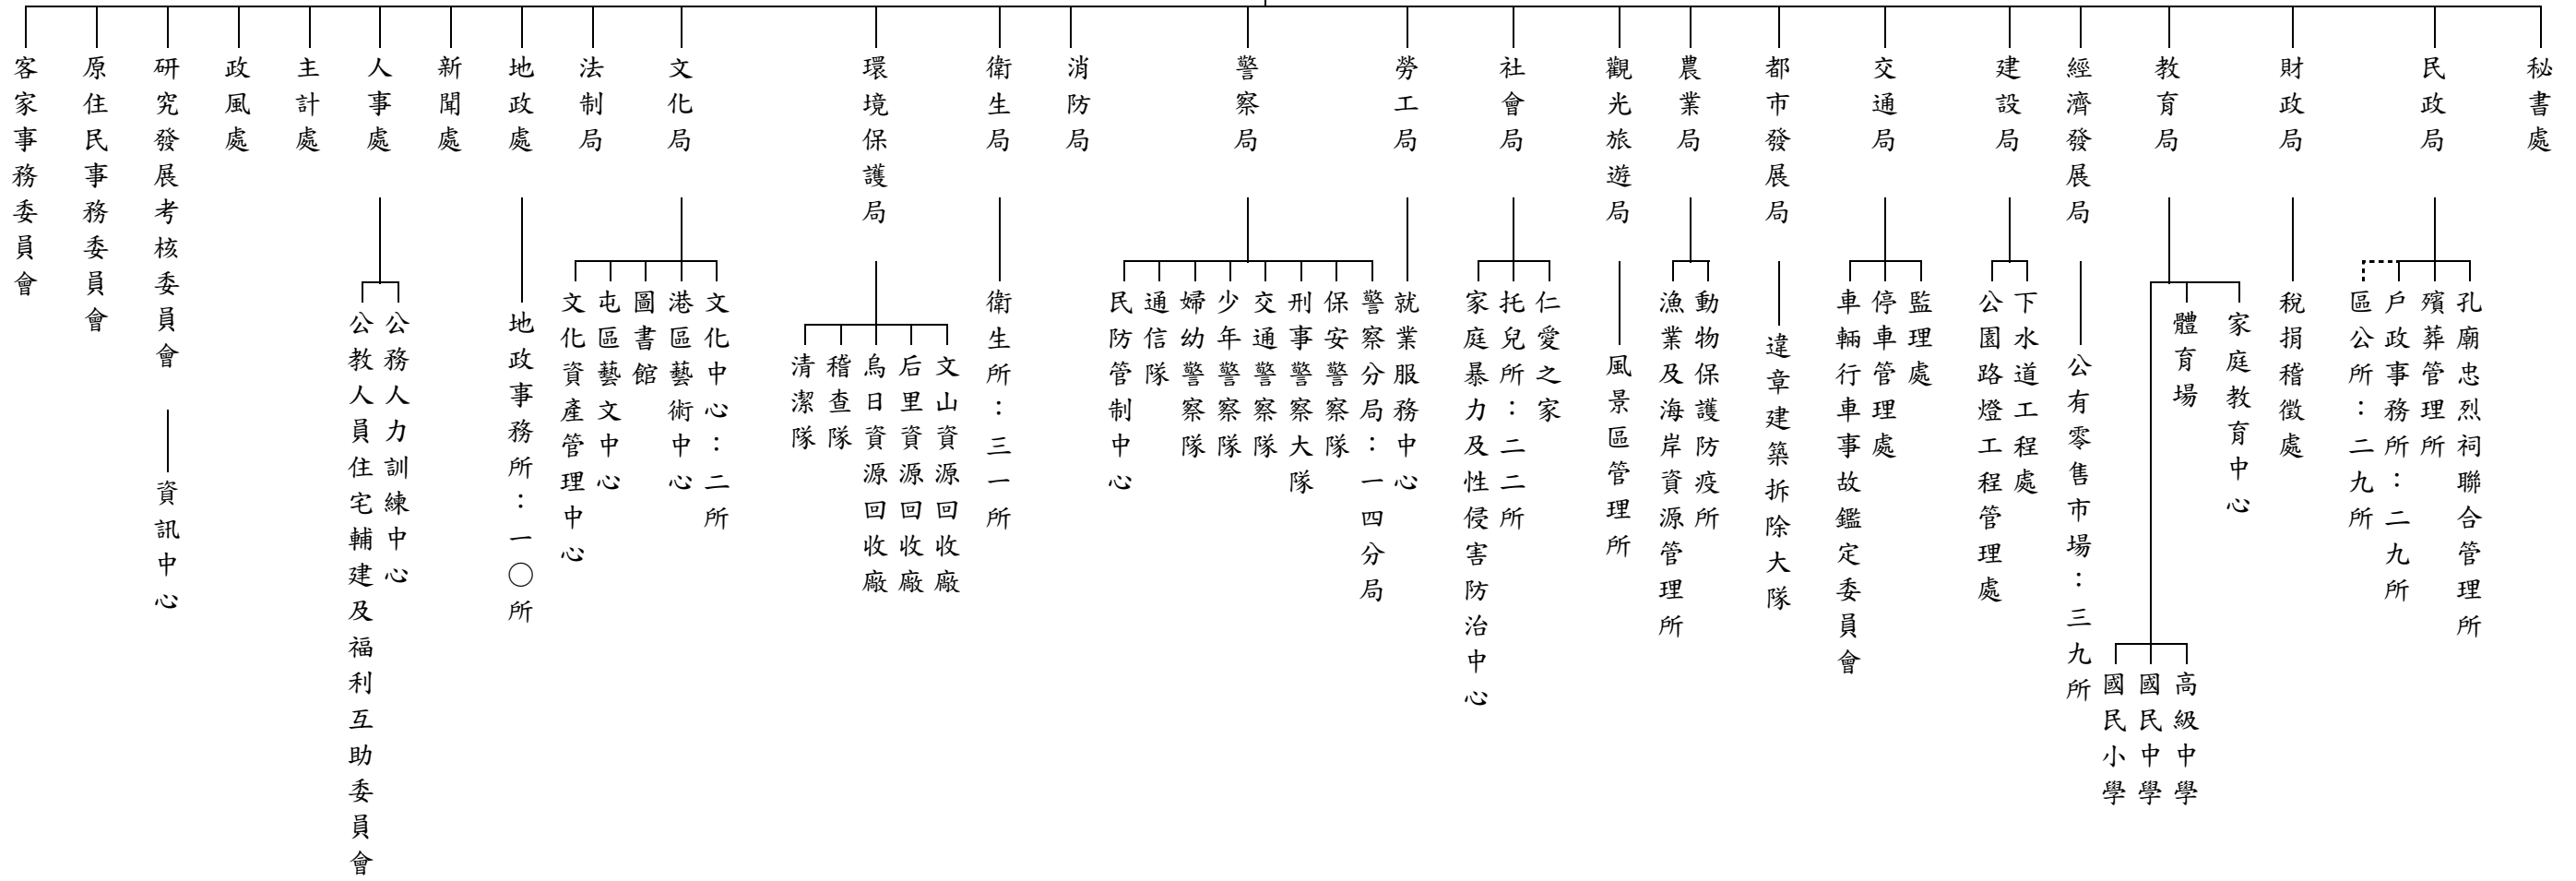 秘書處
民政局
財政局
教育局
經濟發展局
建設局
交通局
都市發展局
農業局
觀光旅遊局
社會局
勞工局
警察局
消防局
衛生局
環境保護局
文化局
法制局
地政處
新聞處
人事處
主計處
政風處
研究發展考核委員會
原住民事務委員會
客家事務委員會
孔廟忠烈祠聯合管理所
殯葬管理所
戶政事務所：二九所
區公所：二九所
稅捐稽徵處
家庭教育中心
體育場
高級中學
國民中學
國民小學
公有零售市場：三九所
下水道工程處
公園路燈工程管理處
監理處
停車管理處
車輛行車事故鑑定委員會
違章建築拆除大隊
動物保護防疫所
漁業及海岸資源管理所
風景區管理所
仁愛之家
托兒所：二二所
家庭暴力及性侵害防治中心
就業服務中心
警察分局：一四分局
保安警察隊
刑事警察大隊
交通警察隊
少年警察隊
婦幼警察隊
通信隊
民防管制中心
衛生所：三一所
文山資源回收廠
后里資源回收廠
烏日資源回收廠
稽查隊
清潔隊
文化中心：二所
港區藝術中心
圖書館
屯區藝文中心
文化資產管理中心
地政事務所：一○所
公務人力訓練中心
公教人員住宅輔建及福利互助委員會
資訊中心